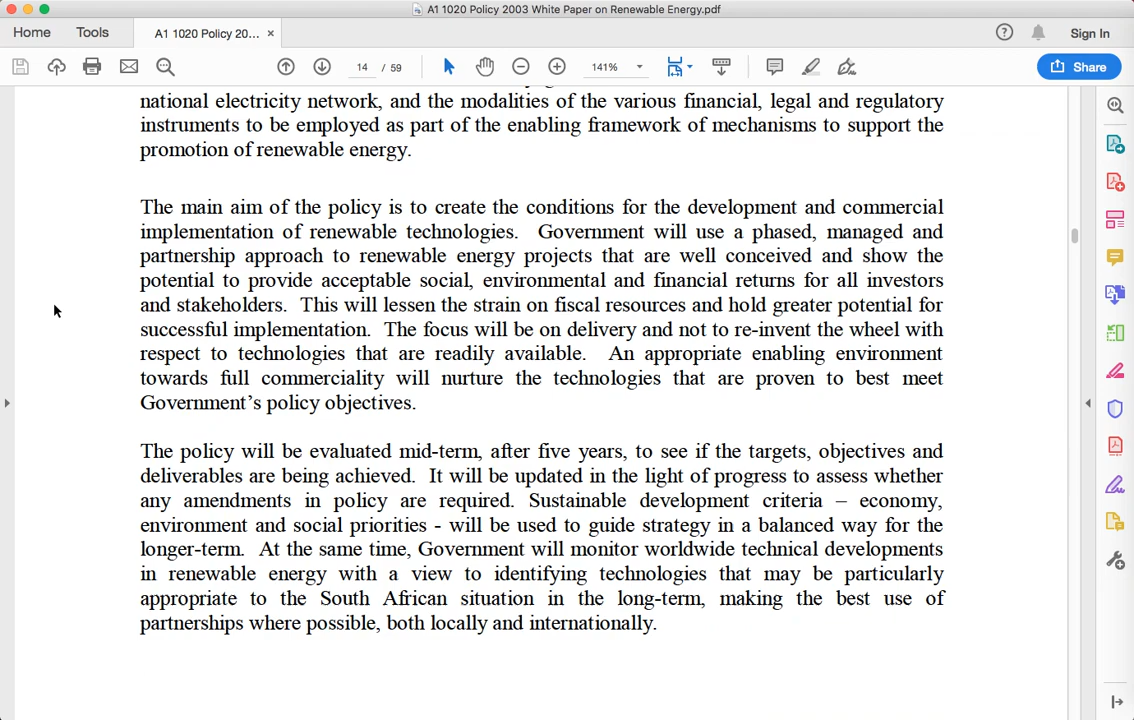 A1 1020 Policy 2003 White Paper on Renewable Energy.pdf
Home Tools A1 1020 Policy 20... × Sign In
14 / 59 141% Share
national electricity network, and the modalities of the various financial, legal and regulatory
instruments to be employed as part of the enabling framework of mechanisms to support the
promotion of renewable energy.
The main aim of the policy is to create the conditions for the development and commercial
implementation of renewable technologies. Government will use a phased, managed and
partnership approach to renewable energy projects that are well conceived and show the
potential to provide acceptable social, environmental and financial returns for all investors
and stakeholders. This will lessen the strain on fiscal resources and hold greater potential for
successful implementation. The focus will be on delivery and not to re-invent the wheel with
respect to technologies that are readily available. An appropriate enabling environment
towards full commerciality will nurture the technologies that are proven to best meet
Government's policy objectives.
The policy will be evaluated mid-term, after five years, to see if the targets, objectives and
deliverables are being achieved. It will be updated in the light of progress to assess whether
any amendments in policy are required. Sustainable development criteria – economy,
environment and social priorities - will be used to guide strategy in a balanced way for the
longer-term. At the same time, Government will monitor worldwide technical developments
in renewable energy with a view to identifying technologies that may be particularly
appropriate to the South African situation in the long-term, making the best use of
partnerships where possible, both locally and internationally.